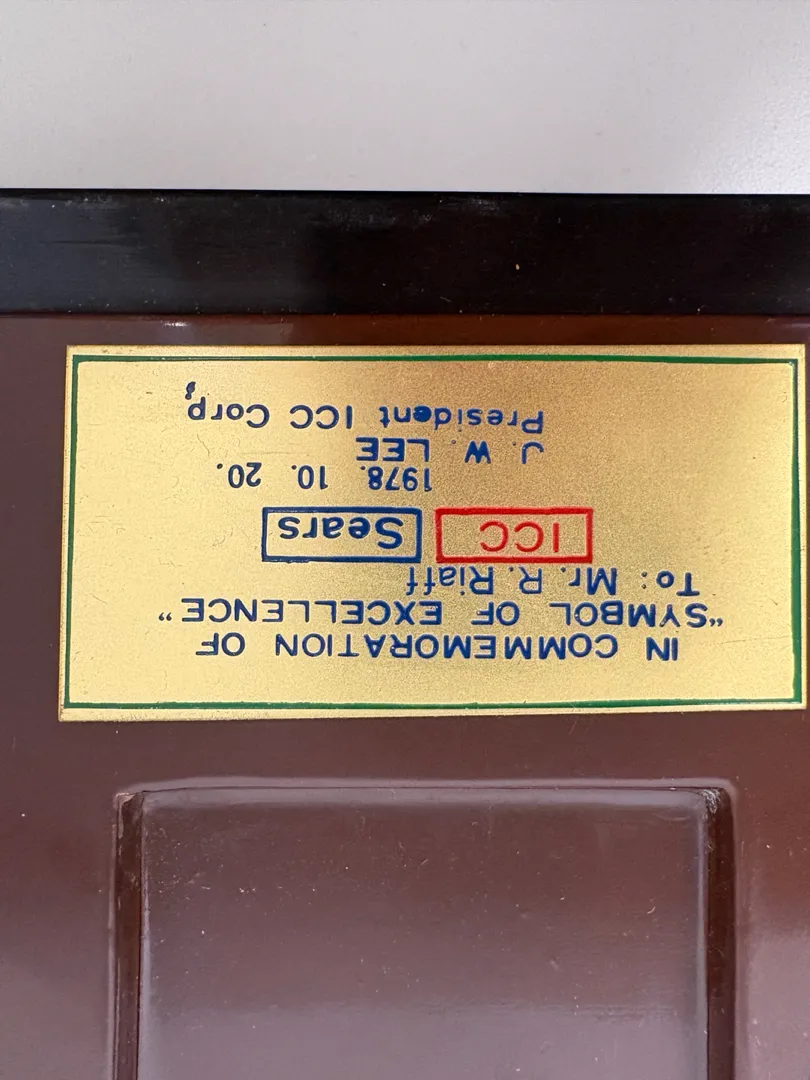 IN COMMEMORATION OF
"SYMBOL OF EXCELLENCE"
To: Mr. R. Riaff
ICC Sears
1978. 10. 20.
J. W. LEE
President ICC Corp,